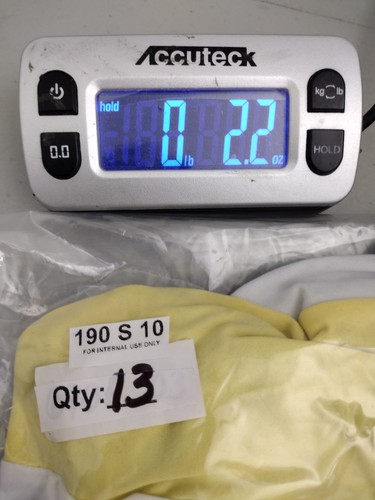 Accuteck
hold
0 lb 2.2 oz
kg lb
0.0
HOLD
190 S 10
FOR INTERNAL USE ONLY
Qty: 13